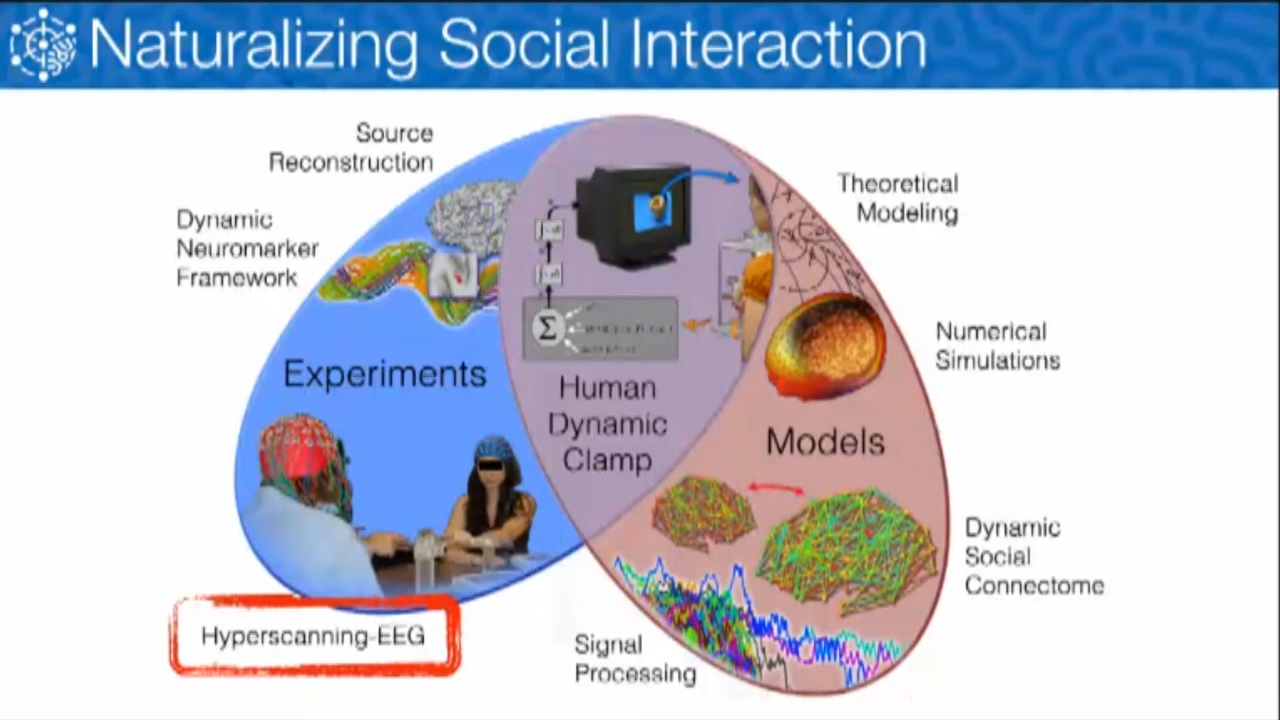 Naturalizing Social Interaction
Source
Reconstruction
Dynamic
Neuromarker
Framework
Theoretical
Modeling
Numerical
Simulations
Experiments
Human
Dynamic
Clamp
Models
Σ
Dynamic
Social
Connectome
Hyperscanning-EEG
Signal
Processing